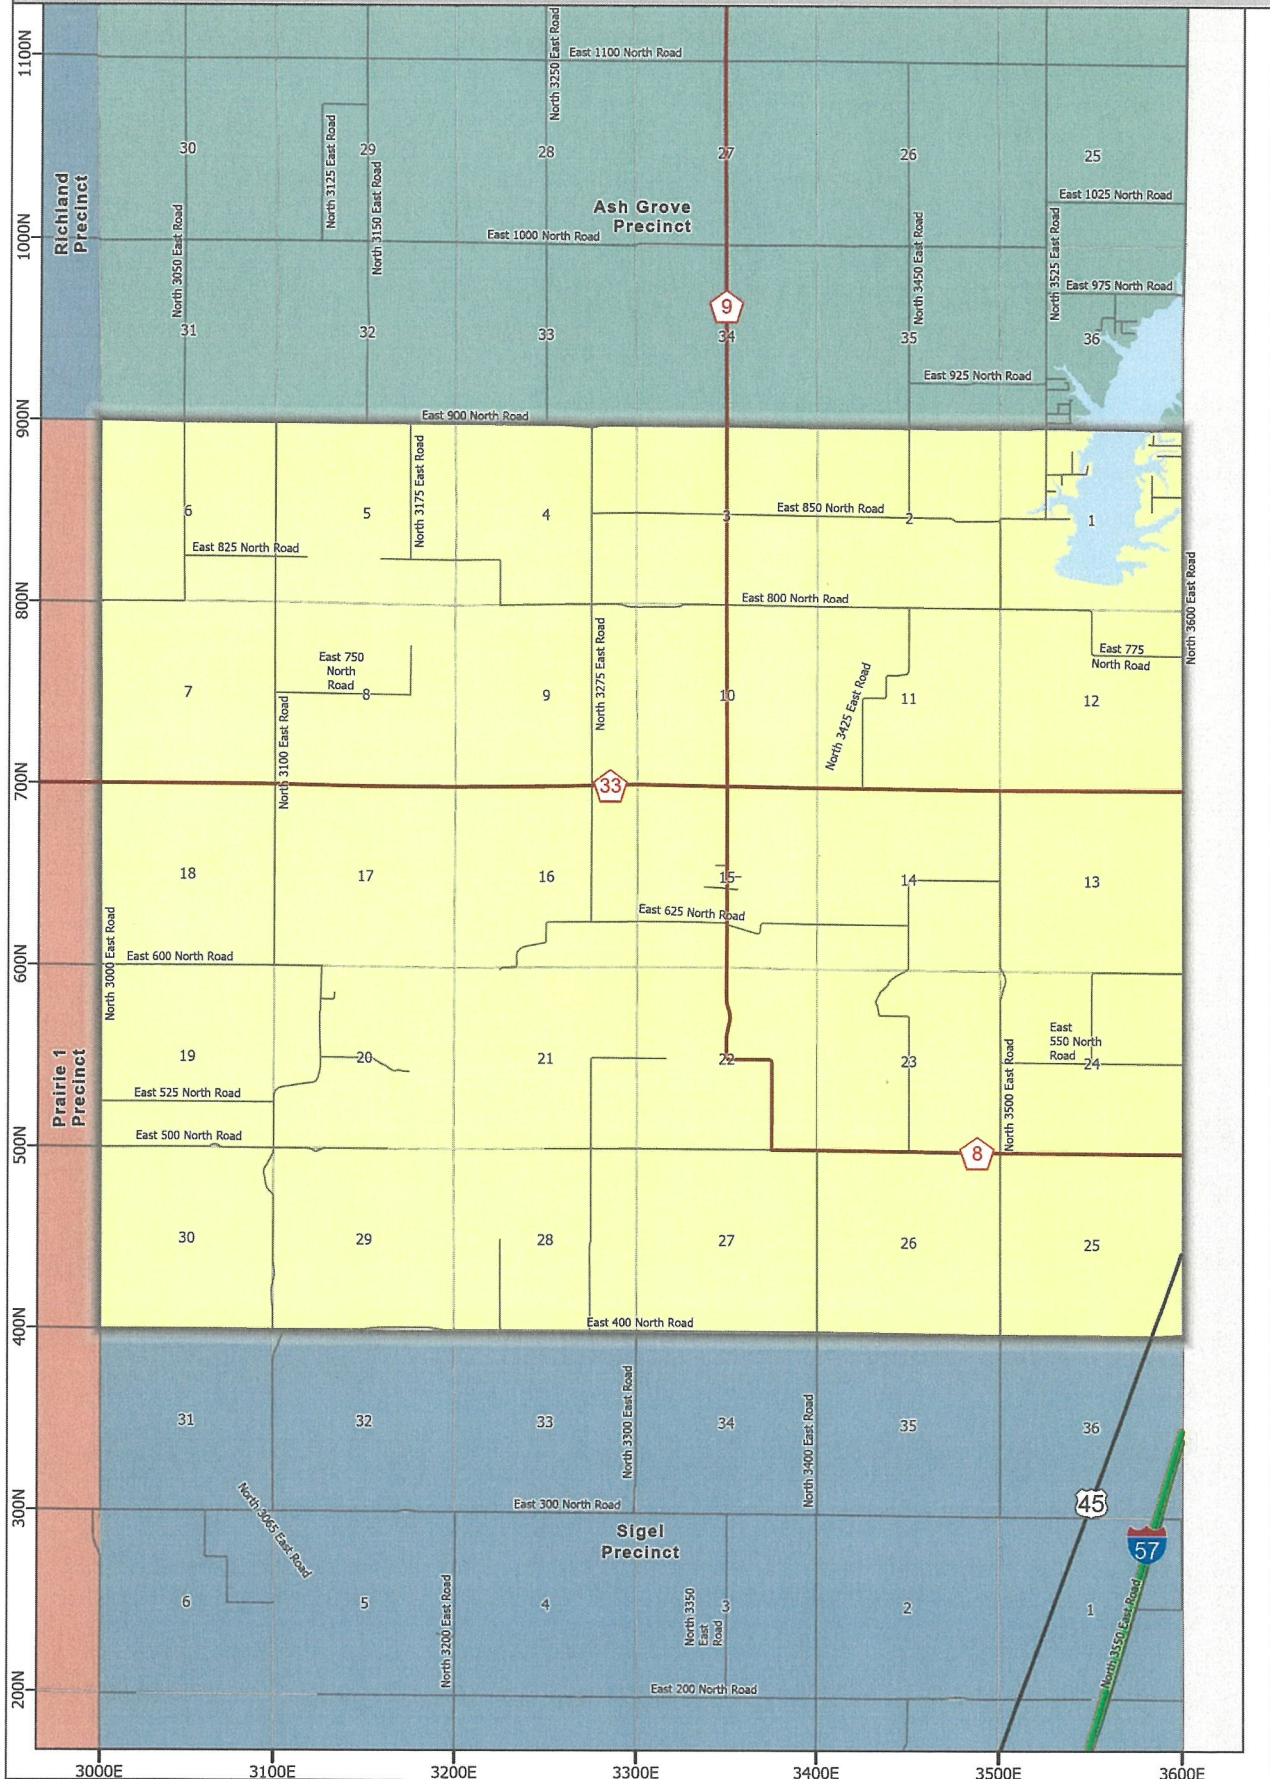 1100N
North 3250 East Road
East 1100 North Road
North 3125 East Road
30
29
28
27
26
25
Richland
Precinct
North 3150 East Road
East 1025 North Road
Ash Grove
Precinct
North 3050 East Road
1000N
East 1000 North Road
North 3450 East Road
North 3525 East Road
East 975 North Road
9
31
32
33
34
35
36
East 925 North Road
900N
East 900 North Road
North 3175 East Road
6
5
4
3
East 850 North Road
2
1
East 825 North Road
800N
East 800 North Road
North 3600 East Road
North 3275 East Road
East 750
North
Road
East 775
North Road
7
8
9
10
North 3425 East Road
11
12
North 3100 East Road
700N
33
18
17
16
15
14
13
East 625 North Road
North 3000 East Road
600N
East 600 North Road
East
550 North
Road
19
20
21
22
23
24
North 3500 East Road
Prairie 1
Precinct
East 525 North Road
500N
East 500 North Road
8
30
29
28
27
26
25
400N
East 400 North Road
North 3300 East Road
North 3400 East Road
31
32
33
34
35
36
300N
East 300 North Road
45
North 3065 East Road
Sigel
Precinct
57
6
5
4
North 3350
East
Road
3
2
1
North 3200 East Road
North 3550 East Road
200N
East 200 North Road
3000E
3100E
3200E
3300E
3400E
3500E
3600E